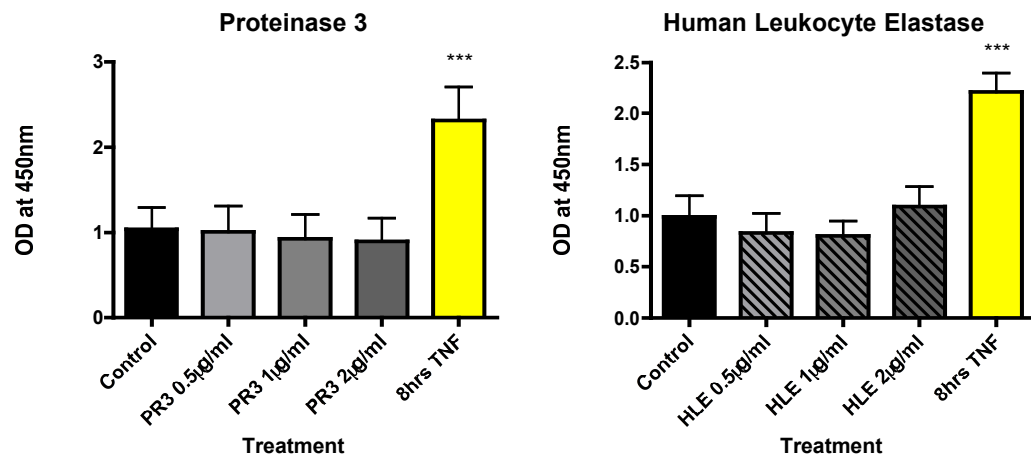 Proteinase 3
***
3
2
1
0
OD at 450nm
Control
PR3 0.5µg/ml
PR3 1µg/ml
PR3 2µg/ml
8hrs TNF
Treatment
Human Leukocyte Elastase
***
2.5
2.0
1.5
1.0
0.5
0.0
OD at 450nm
Control
HLE 0.5µg/ml
HLE 1µg/ml
HLE 2µg/ml
8hrs TNF
Treatment